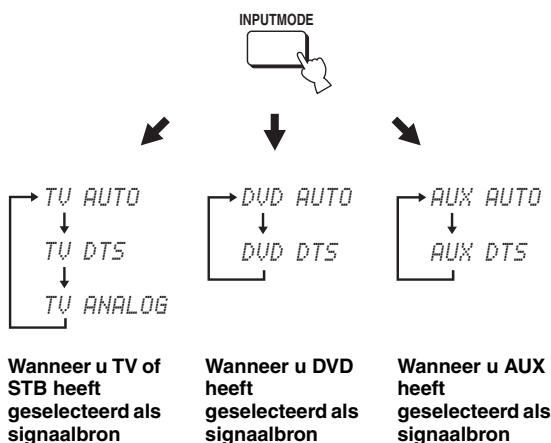 INPUTMODE
TV AUTO
TV DTS
TV ANALOG
DVD AUTO
DVD DTS
AUX AUTO
AUX DTS
Wanneer u TV of
STB heeft
geselecteerd als
signaalbron
Wanneer u DVD
heeft
geselecteerd als
signaalbron
Wanneer u AUX
heeft
geselecteerd als
signaalbron